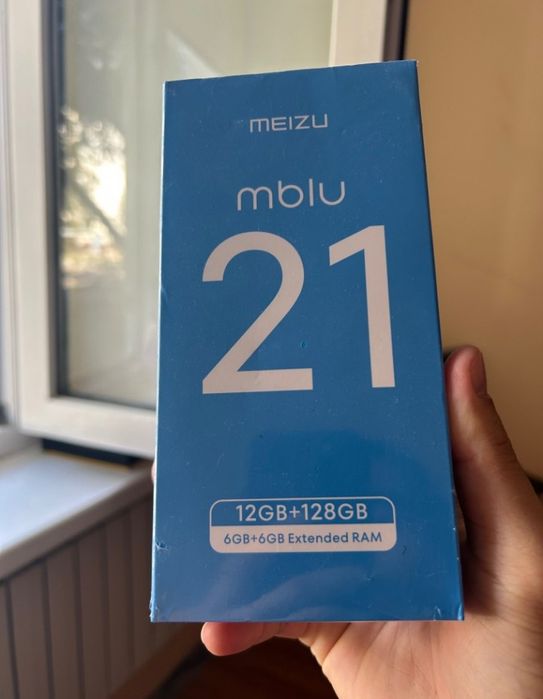 MEIZU
mblu
21
12GB+128GB
6GB+6GB Extended RAM